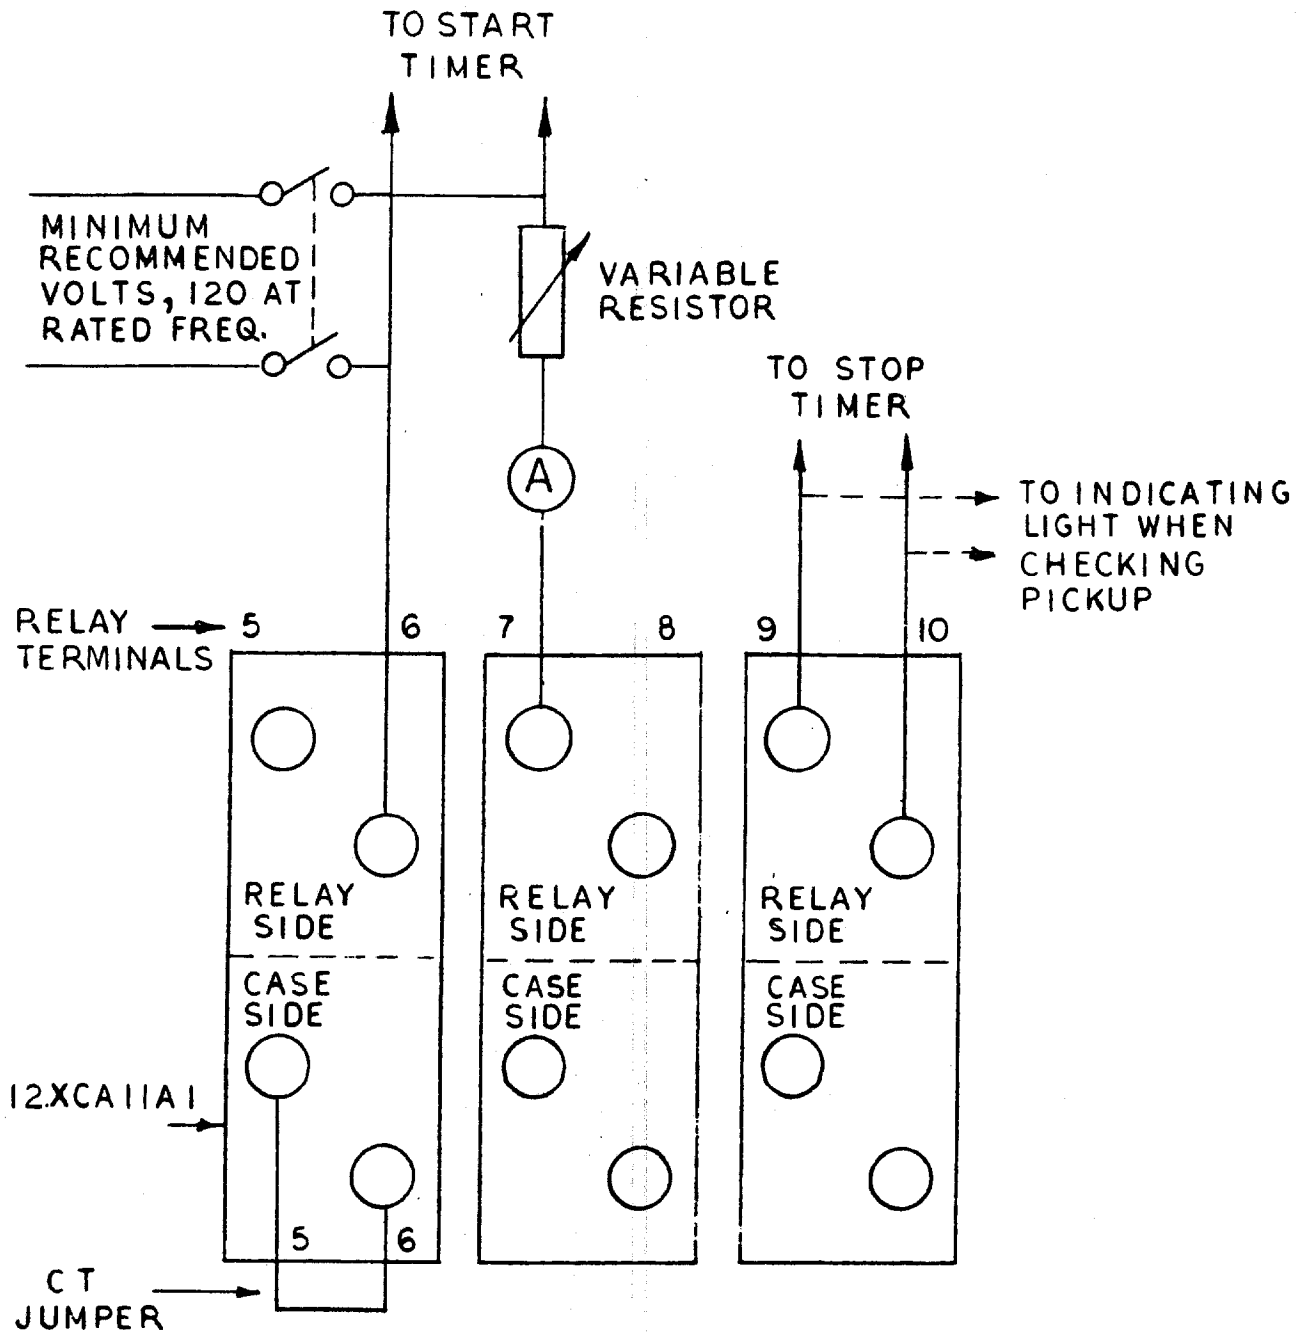 TO START
TIMER
MINIMUM
RECOMMENDED
VOLTS, 120 AT
RATED FREQ.
VARIABLE
RESISTOR
A
TO STOP
TIMER
TO INDICATING
LIGHT WHEN
CHECKING
PICKUP
RELAY
TERMINALS
5 6 7 8 9 10
RELAY
SIDE
CASE
SIDE
RELAY
SIDE
CASE
SIDE
RELAY
SIDE
CASE
SIDE
12XCA11A1
5 6
CT
JUMPER